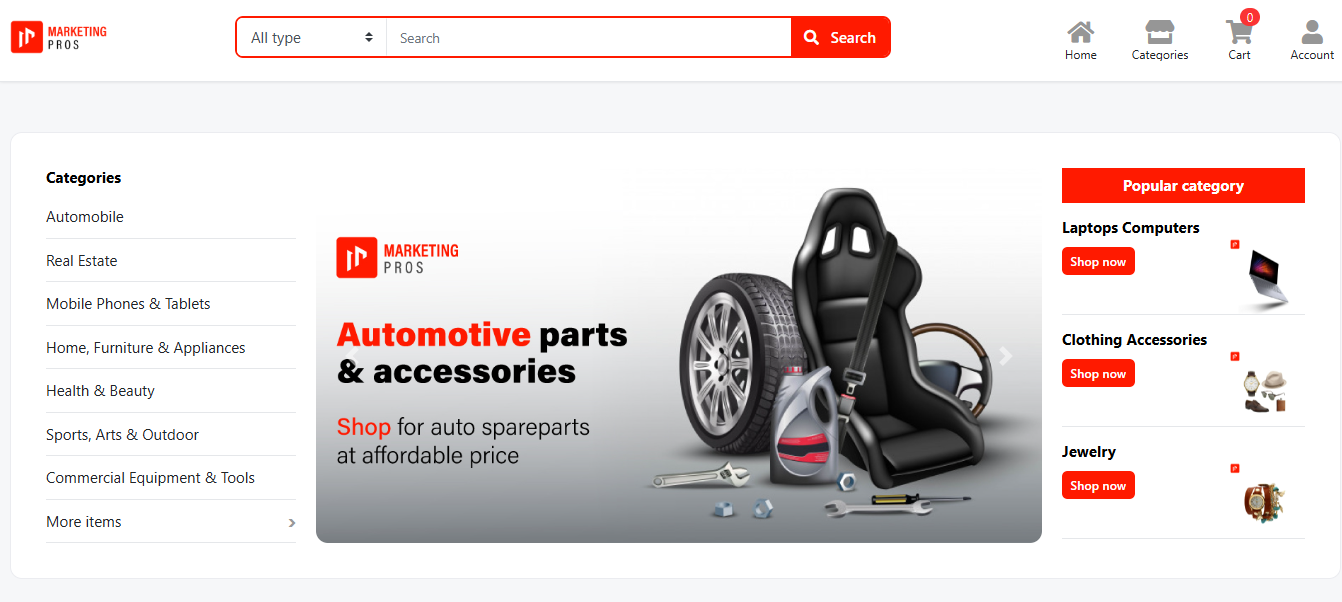 MARKETING
PROS
All type
Search
Search
Home
Categories
0
Cart
Account
Categories
Automobile
Real Estate
Mobile Phones & Tablets
Home, Furniture & Appliances
Health & Beauty
Sports, Arts & Outdoor
Commercial Equipment & Tools
More items
MARKETING
PROS
Automotive parts
& accessories
Shop for auto spareparts
at affordable price
Popular category
Laptops Computers
Shop now
Clothing Accessories
Shop now
Jewelry
Shop now